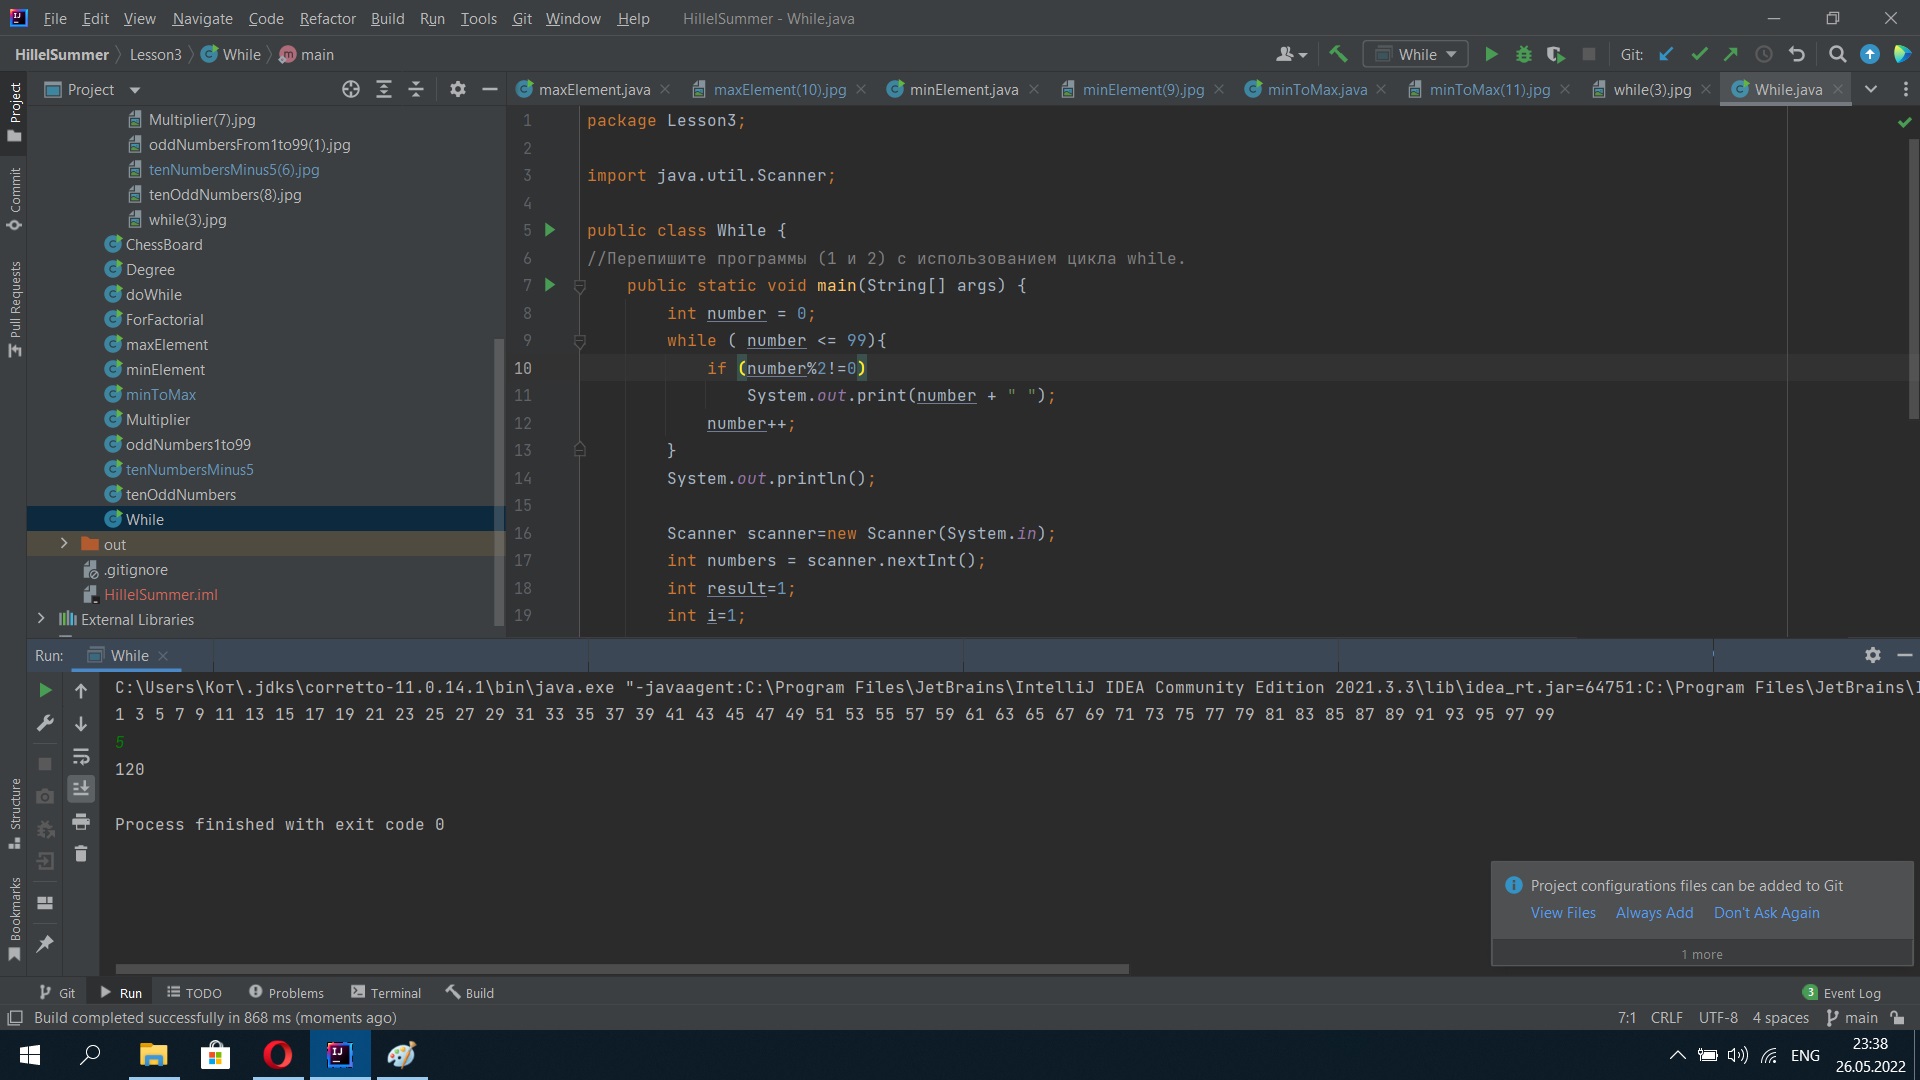 File Edit View Navigate Code Refactor Build Run Tools Git Window Help HillelSummer - While.java
HillelSummer Lesson3 While main
While Git:
Project
maxElement.java maxElement(10).jpg minElement.java minElement(9).jpg minToMax.java minToMax(11).jpg while(3).jpg While.java
Project
Commit
Pull Requests
Structure
Bookmarks
Multiplier(7).jpg
oddNumbersFrom1to99(1).jpg
tenNumbersMinus5(6).jpg
tenOddNumbers(8).jpg
while(3).jpg
ChessBoard
Degree
doWhile
ForFactorial
maxElement
minElement
minToMax
Multiplier
oddNumbers1to99
tenNumbersMinus5
tenOddNumbers
While
out
.gitignore
HillelSummer.iml
External Libraries
1 package Lesson3;
2
3 import java.util.Scanner;
4
5 public class While {
6 //Перепишите программы (1 и 2) с использованием цикла while.
7 public static void main(String[] args) {
8 int number = 0;
9 while ( number <= 99){
10 if (number%2!=0)
11 System.out.print(number + " ");
12 number++;
13 }
14 System.out.println();
15
16 Scanner scanner=new Scanner(System.in);
17 int numbers = scanner.nextInt();
18 int result=1;
19 int i=1;
Run: While
C:\Users\Кот\.jdks\corretto-11.0.14.1\bin\java.exe "-javaagent:C:\Program Files\JetBrains\IntelliJ IDEA Community Edition 2021.3.3\lib\idea_rt.jar=64751:C:\Program Files\JetBrains\I
1 3 5 7 9 11 13 15 17 19 21 23 25 27 29 31 33 35 37 39 41 43 45 47 49 51 53 55 57 59 61 63 65 67 69 71 73 75 77 79 81 83 85 87 89 91 93 95 97 99
5
120
Process finished with exit code 0
Project configurations files can be added to Git
View Files Always Add Don't Ask Again
1 more
Git Run TODO Problems Terminal Build 3 Event Log
Build completed successfully in 868 ms (moments ago) 7:1 CRLF UTF-8 4 spaces main
ENG 23:38
26.05.2022